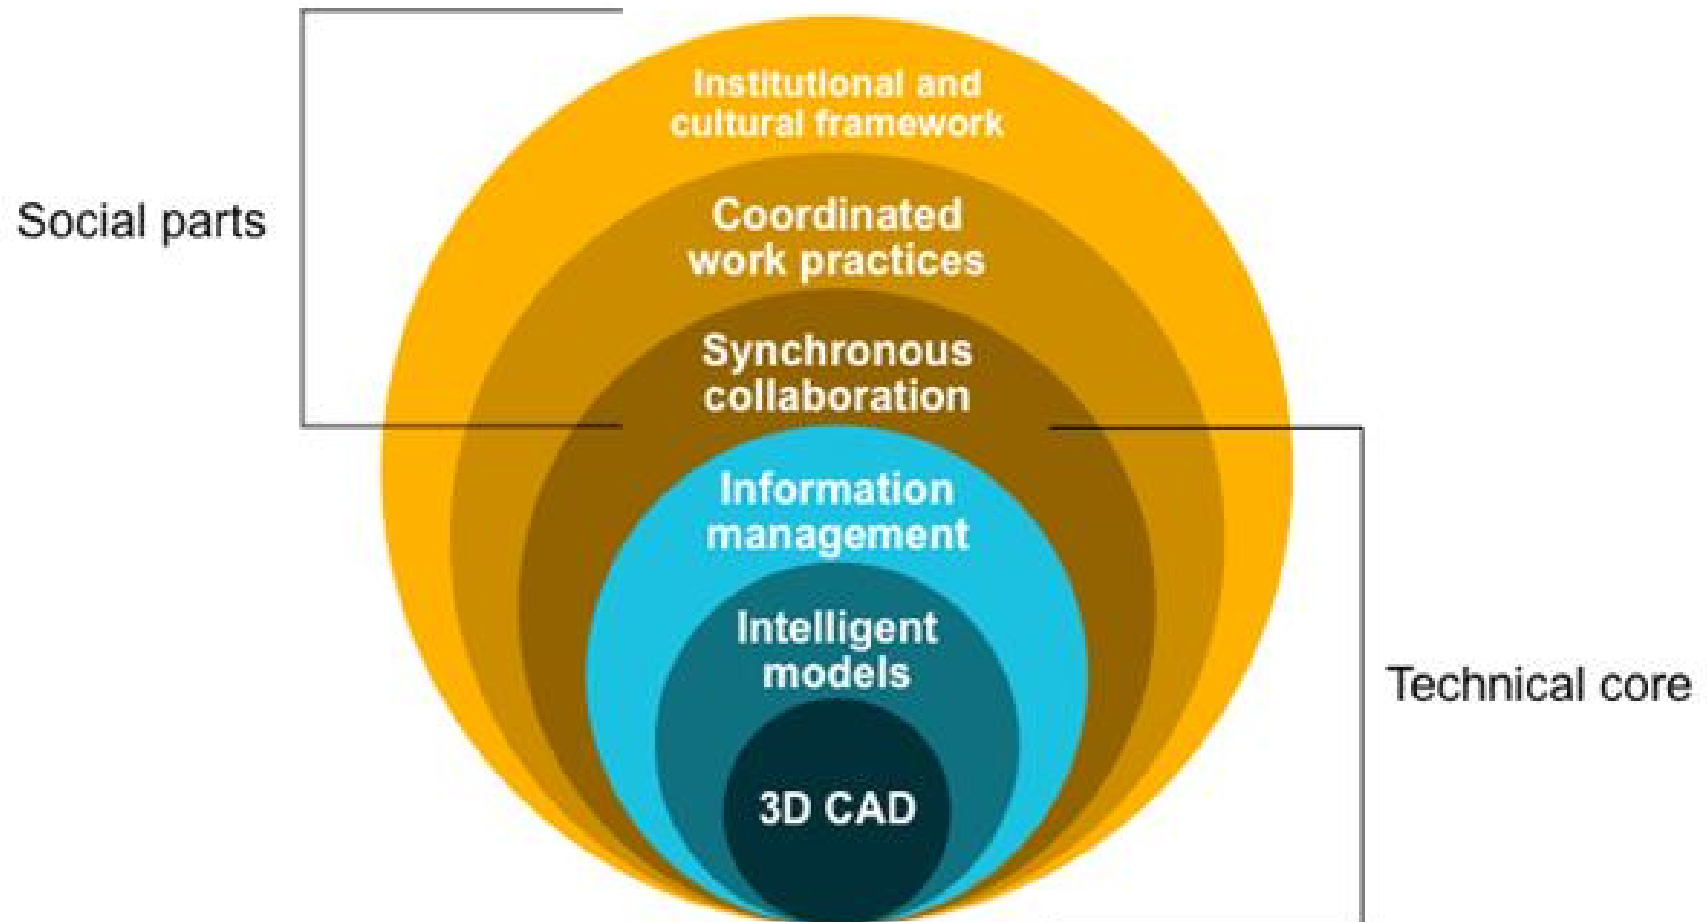 Institutional and
cultural framework
Social parts
Coordinated
work practices
Synchronous
collaboration
Information
management
Intelligent
models
Technical core
3D CAD